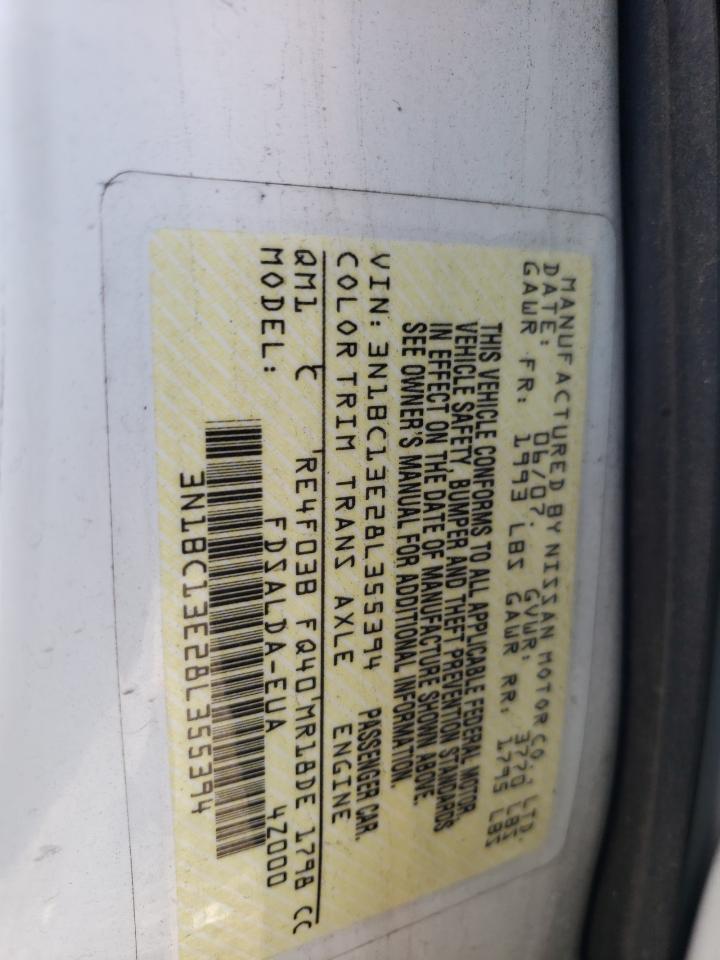 MANUFACTURED BY NISSAN MOTOR CO., LTD.
DATE: 06/07. GVWR: 3770 LBS
GAWR FR: 1993 LBS GAWR RR: 1795 LBS
THIS VEHICLE CONFORMS TO ALL APPLICABLE FEDERAL MOTOR
VEHICLE SAFETY, BUMPER AND THEFT PREVENTION STANDARDS
IN EFFECT ON THE DATE OF MANUFACTURE SHOWN ABOVE.
SEE OWNER'S MANUAL FOR ADDITIONAL INFORMATION.
VIN: 3N1BC13E28L355394 PASSENGER CAR.
COLOR TRIM TRANS AXLE ENGINE
QM1 RE4F03B FQ40 MR18DE 1798 CC
MODEL: FDSALDA-EUA 4Z000
3N1BC13E28L355394